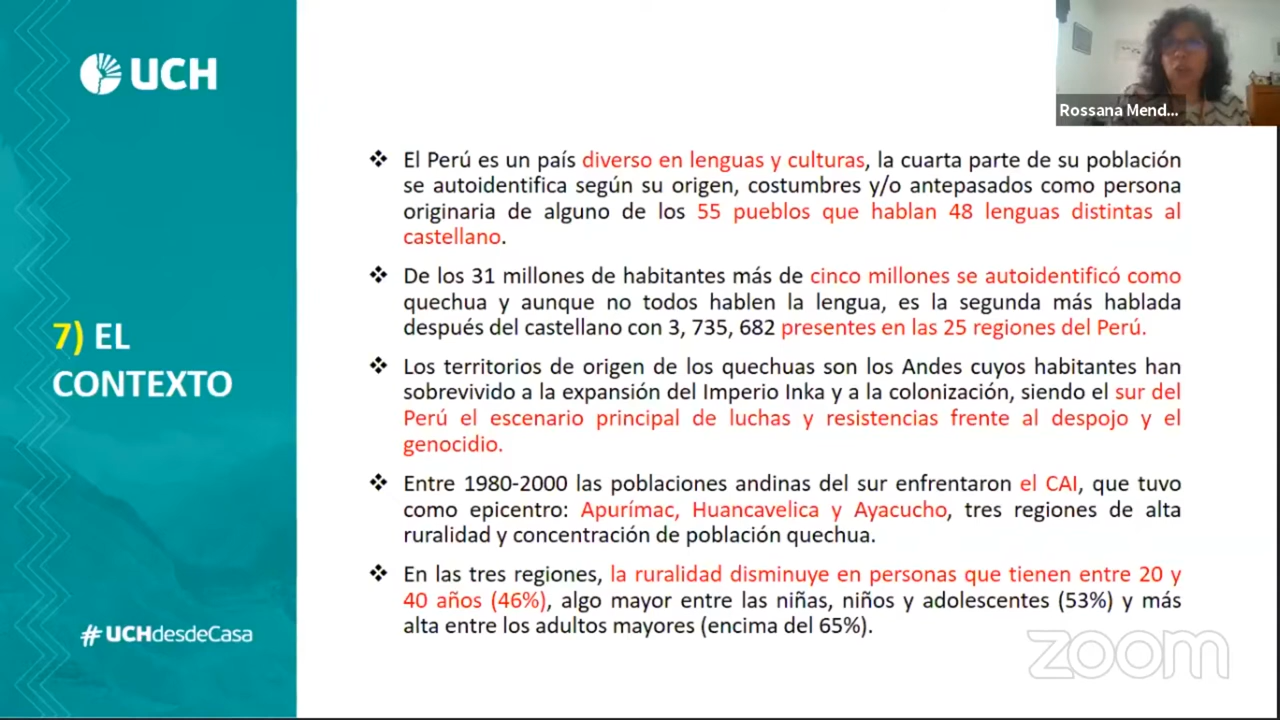 UCH
Rossana Mend...
7) EL
CONTEXTO
❖ El Perú es un país diverso en lenguas y culturas, la cuarta parte de su población
se autoidentifica según su origen, costumbres y/o antepasados como persona
originaria de alguno de los 55 pueblos que hablan 48 lenguas distintas al
castellano.
❖ De los 31 millones de habitantes más de cinco millones se autoidentificó como
quechua y aunque no todos hablen la lengua, es la segunda más hablada
después del castellano con 3, 735, 682 presentes en las 25 regiones del Perú.
❖ Los territorios de origen de los quechuas son los Andes cuyos habitantes han
sobrevivido a la expansión del Imperio Inka y a la colonización, siendo el sur del
Perú el escenario principal de luchas y resistencias frente al despojo y el
genocidio.
❖ Entre 1980-2000 las poblaciones andinas del sur enfrentaron el CAI, que tuvo
como epicentro: Apurímac, Huancavelica y Ayacucho, tres regiones de alta
ruralidad y concentración de población quechua.
❖ En las tres regiones, la ruralidad disminuye en personas que tienen entre 20 y
40 años (46%), algo mayor entre las niñas, niños y adolescentes (53%) y más
alta entre los adultos mayores (encima del 65%).
#UCHdesdeCasa
zoom